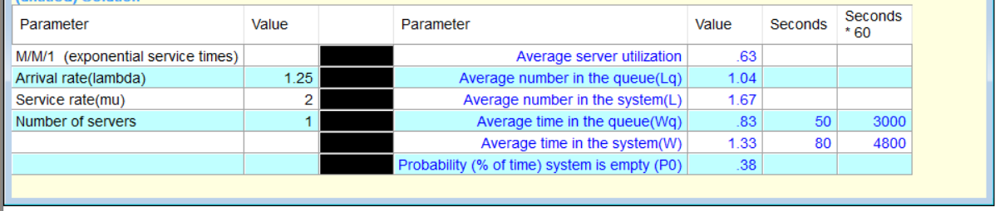 (untitled) Solution
Parameter Value Parameter Value Seconds Seconds * 60
M/M/1 (exponential service times) Average server utilization .63
Arrival rate(lambda) 1.25 Average number in the queue(Lq) 1.04
Service rate(mu) 2 Average number in the system(L) 1.67
Number of servers 1 Average time in the queue(Wq) .83 50 3000
Average time in the system(W) 1.33 80 4800
Probability (% of time) system is empty (P0) .38